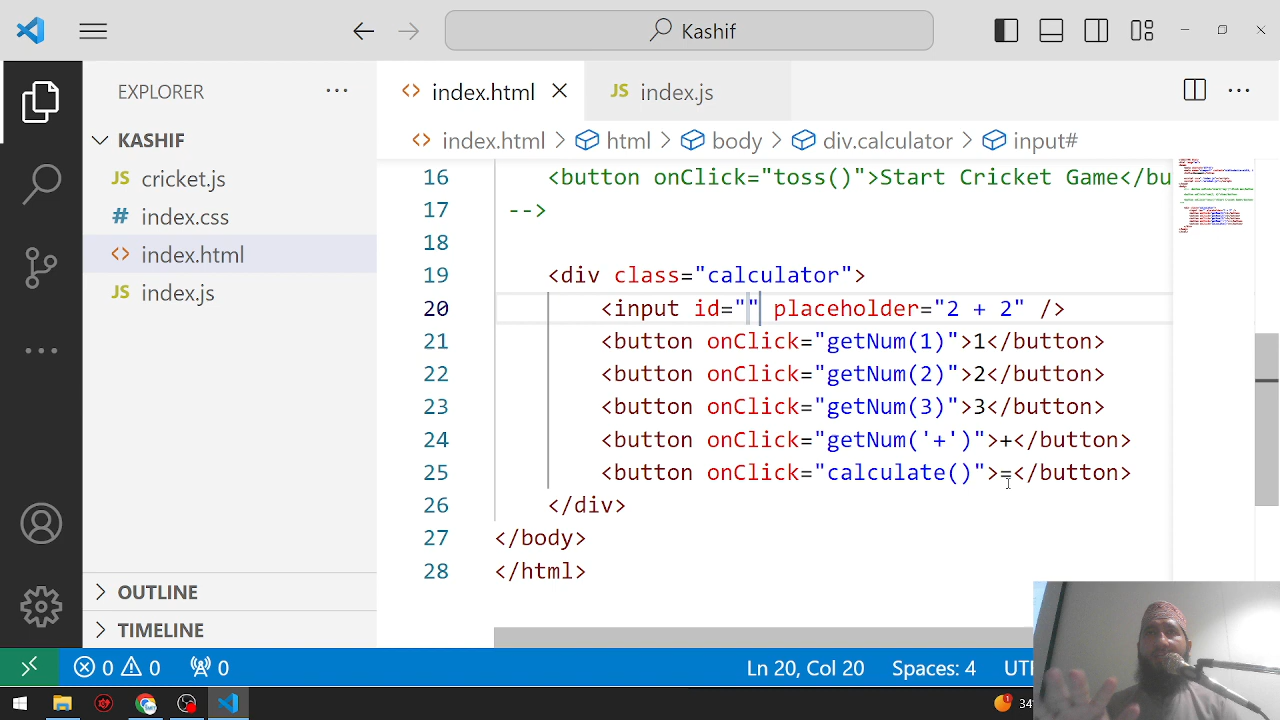 Kashif
EXPLORER
index.html
JS index.js
KASHIF
index.html > html > body > div.calculator > input#
JS cricket.js
# index.css
index.html
JS index.js
16 <button onClick="toss()">Start Cricket Game</bu
17 -->
18
19 <div class="calculator">
20 <input id="" placeholder="2 + 2" />
21 <button onClick="getNum(1)">1</button>
22 <button onClick="getNum(2)">2</button>
23 <button onClick="getNum(3)">3</button>
24 <button onClick="getNum('+')">+</button>
25 <button onClick="calculate()">=</button>
26 </div>
27 </body>
28 </html>
OUTLINE
TIMELINE
0 0 0
Ln 20, Col 20
Spaces: 4
UTF
34